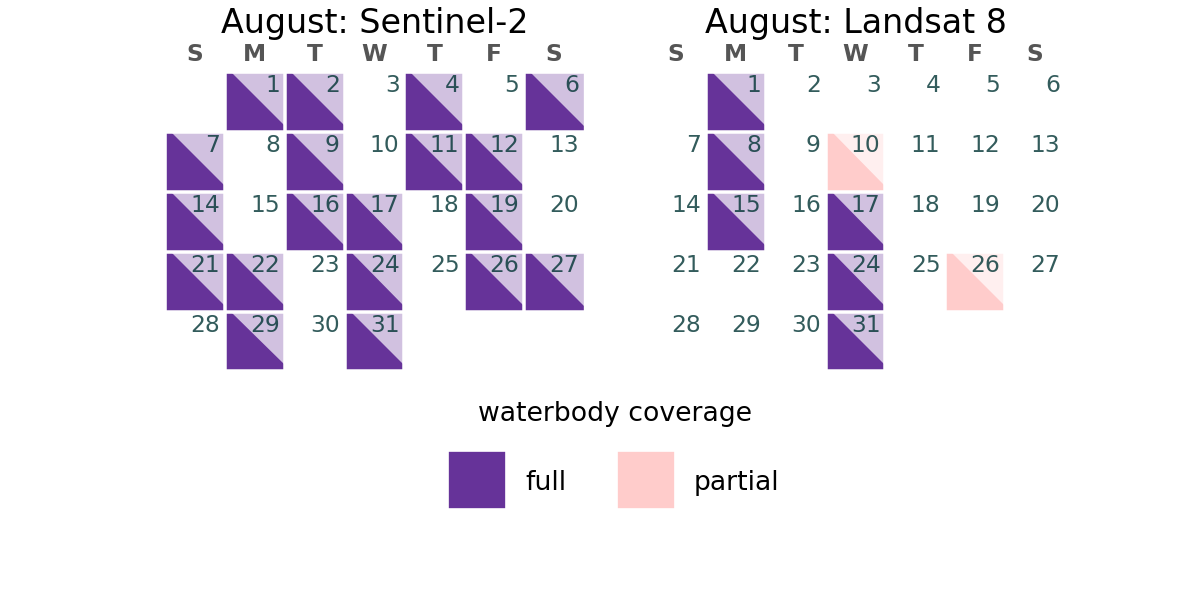 August: Sentinel-2
S M T W T F S
1 2 3 4 5 6
7 8 9 10 11 12 13
14 15 16 17 18 19 20
21 22 23 24 25 26 27
28 29 30 31
August: Landsat 8
S M T W T F S
1 2 3 4 5 6
7 8 9 10 11 12 13
14 15 16 17 18 19 20
21 22 23 24 25 26 27
28 29 30 31
waterbody coverage
full partial